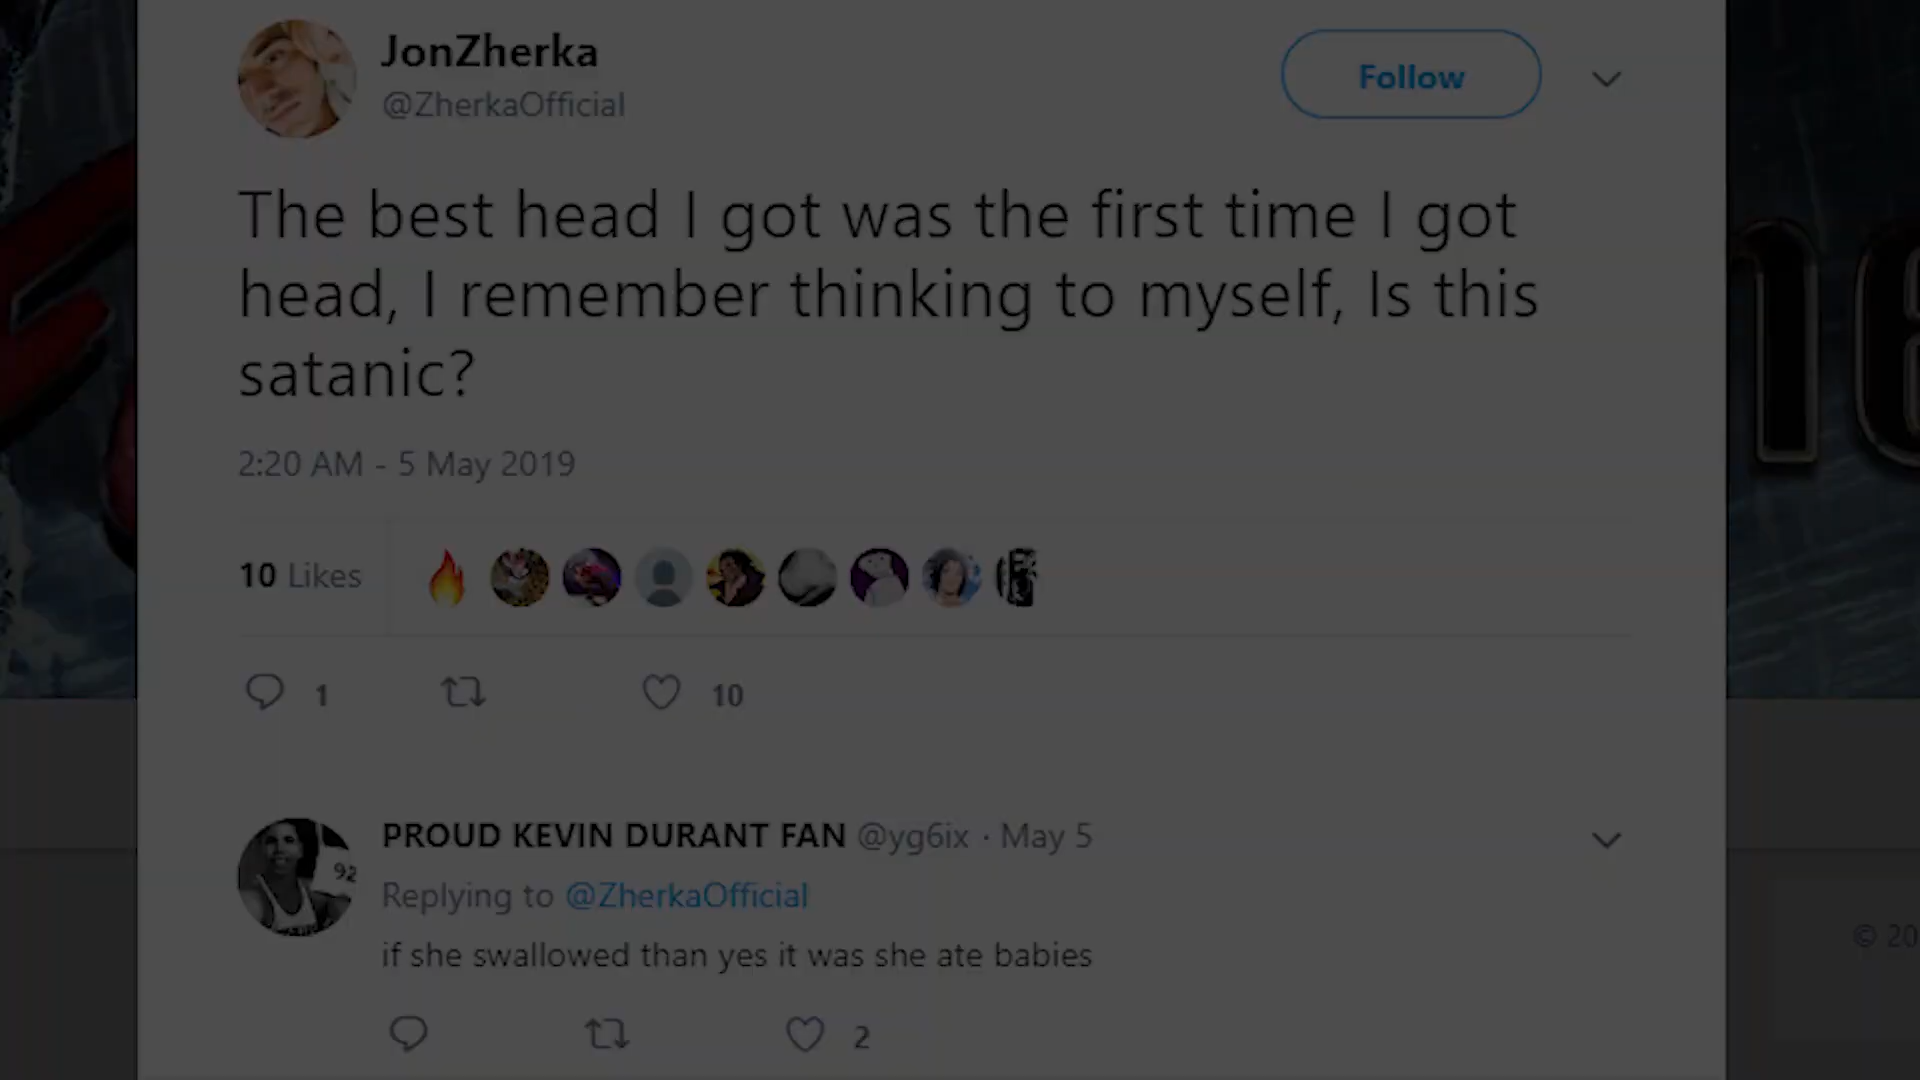 JonZherka
@ZherkaOfficial
Follow
The best head I got was the first time I got
head, I remember thinking to myself, Is this
satanic?
2:20 AM - 5 May 2019
10 Likes
1
10
PROUD KEVIN DURANT FAN @yg6ix · May 5
Replying to @ZherkaOfficial
if she swallowed than yes it was she ate babies
2
92
© 20